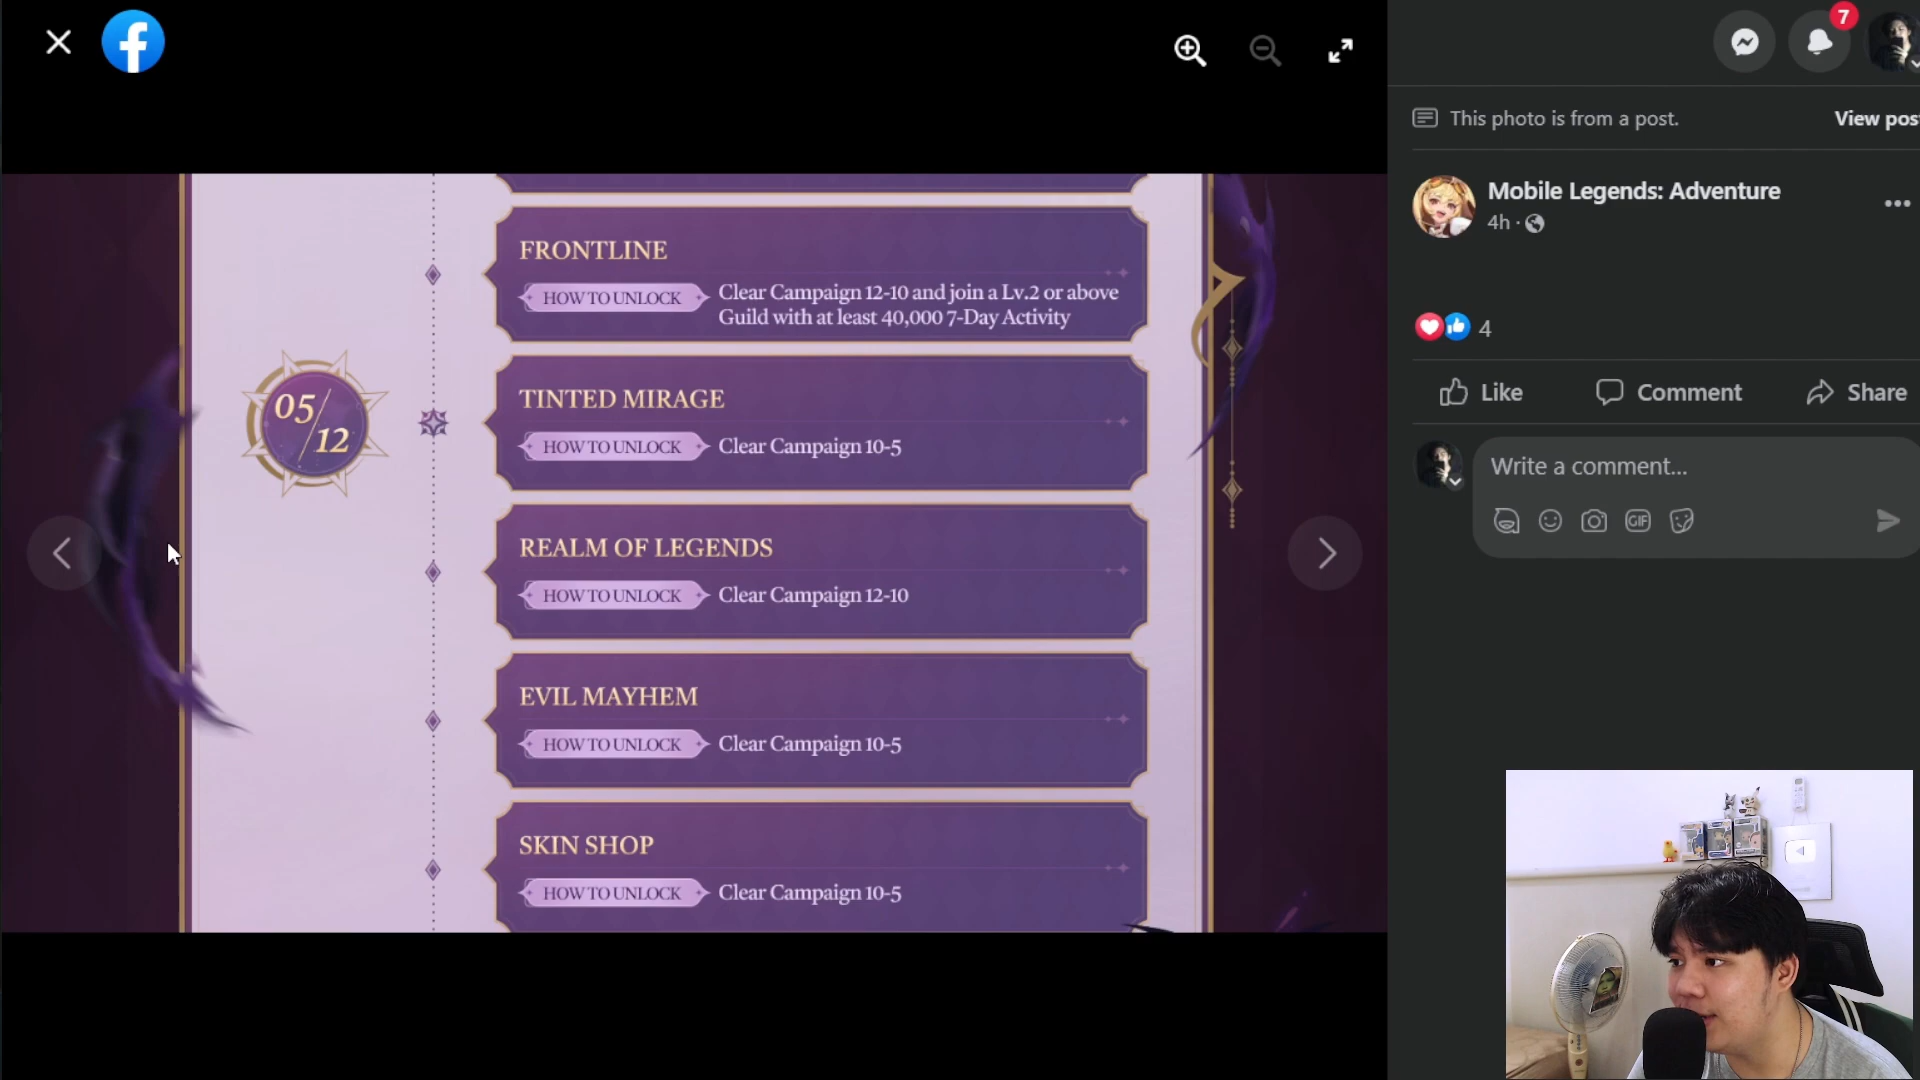 7
This photo is from a post.
View post
Mobile Legends: Adventure
4h
4
Like
Comment
Share
Write a comment...
GIF
FRONTLINE
HOW TO UNLOCK
Clear Campaign 12-10 and join a Lv.2 or above
Guild with at least 40,000 7-Day Activity
05/12
TINTED MIRAGE
HOW TO UNLOCK
Clear Campaign 10-5
REALM OF LEGENDS
HOW TO UNLOCK
Clear Campaign 12-10
EVIL MAYHEM
HOW TO UNLOCK
Clear Campaign 10-5
SKIN SHOP
HOW TO UNLOCK
Clear Campaign 10-5